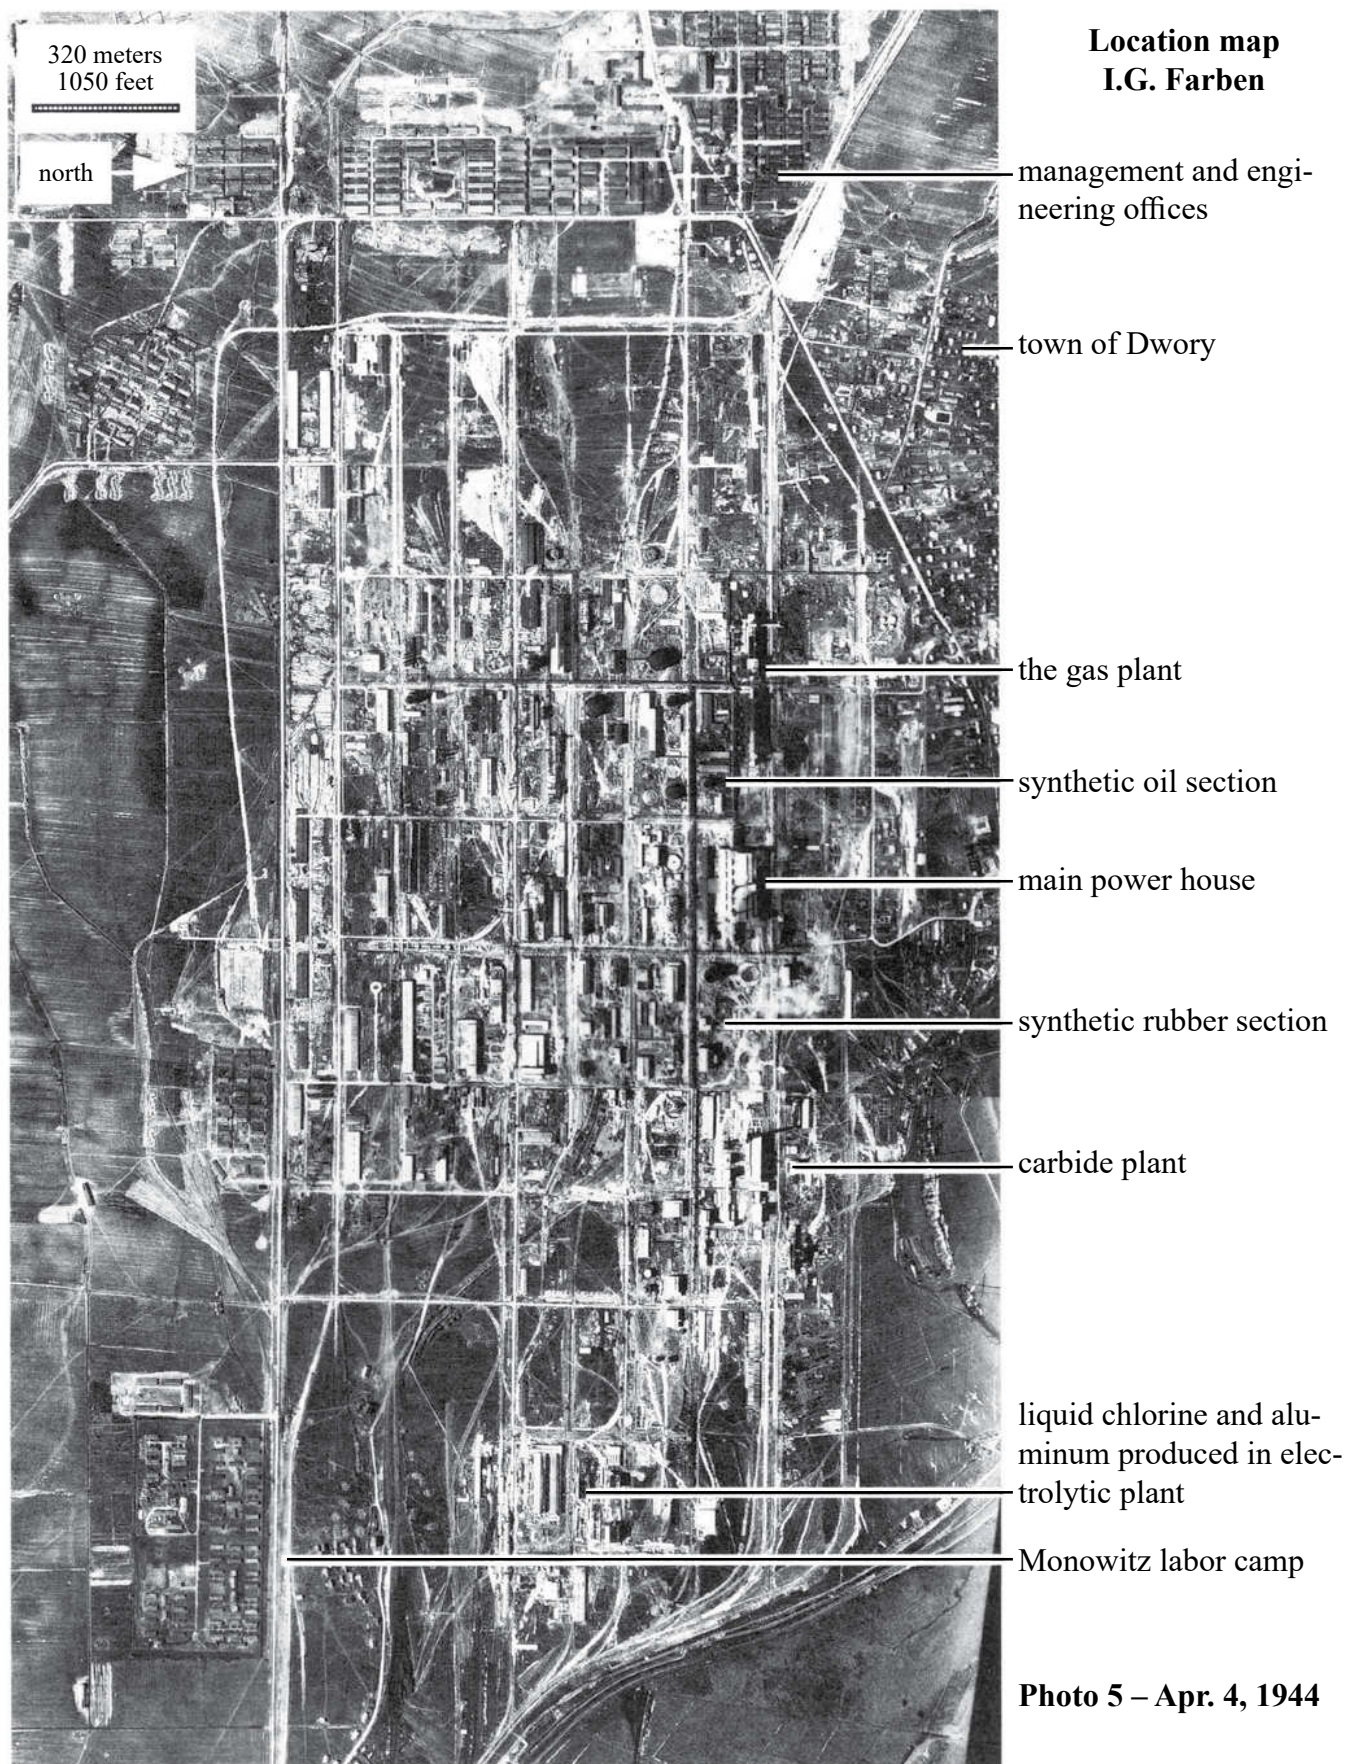 320 meters
1050 feet
north
Location map
I.G. Farben
management and engi-
neering offices
town of Dwory
the gas plant
synthetic oil section
main power house
synthetic rubber section
carbide plant
liquid chlorine and alu-
minum produced in elec-
trolytic plant
Monowitz labor camp
Photo 5 – Apr. 4, 1944